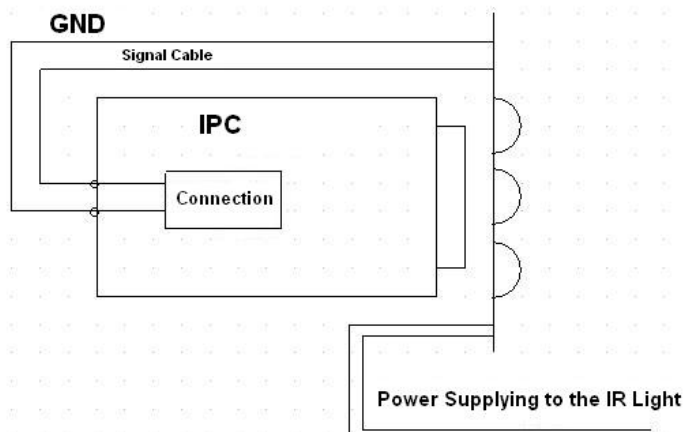 GND
Signal Cable
IPC
Connection
Power Supplying to the IR Light